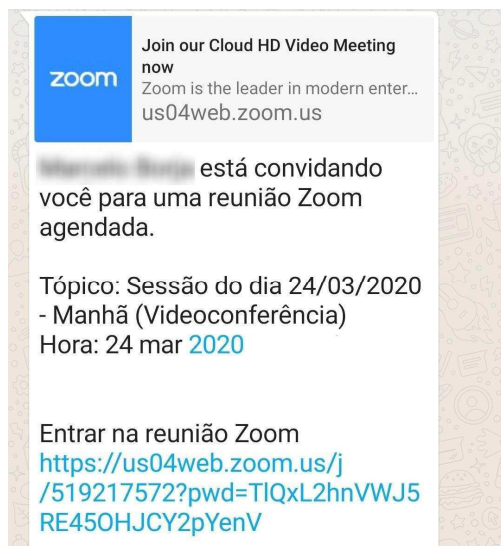 zoom
Join our Cloud HD Video Meeting
now
Zoom is the leader in modern enter...
us04web.zoom.us
está convidando
você para uma reunião Zoom
agendada.
Tópico: Sessão do dia 24/03/2020
- Manhã (Videoconferência)
Hora: 24 mar 2020
Entrar na reunião Zoom
https://us04web.zoom.us/j
/519217572?pwd=TlQxL2hnVWJ5
RE45OHJCY2pYenV